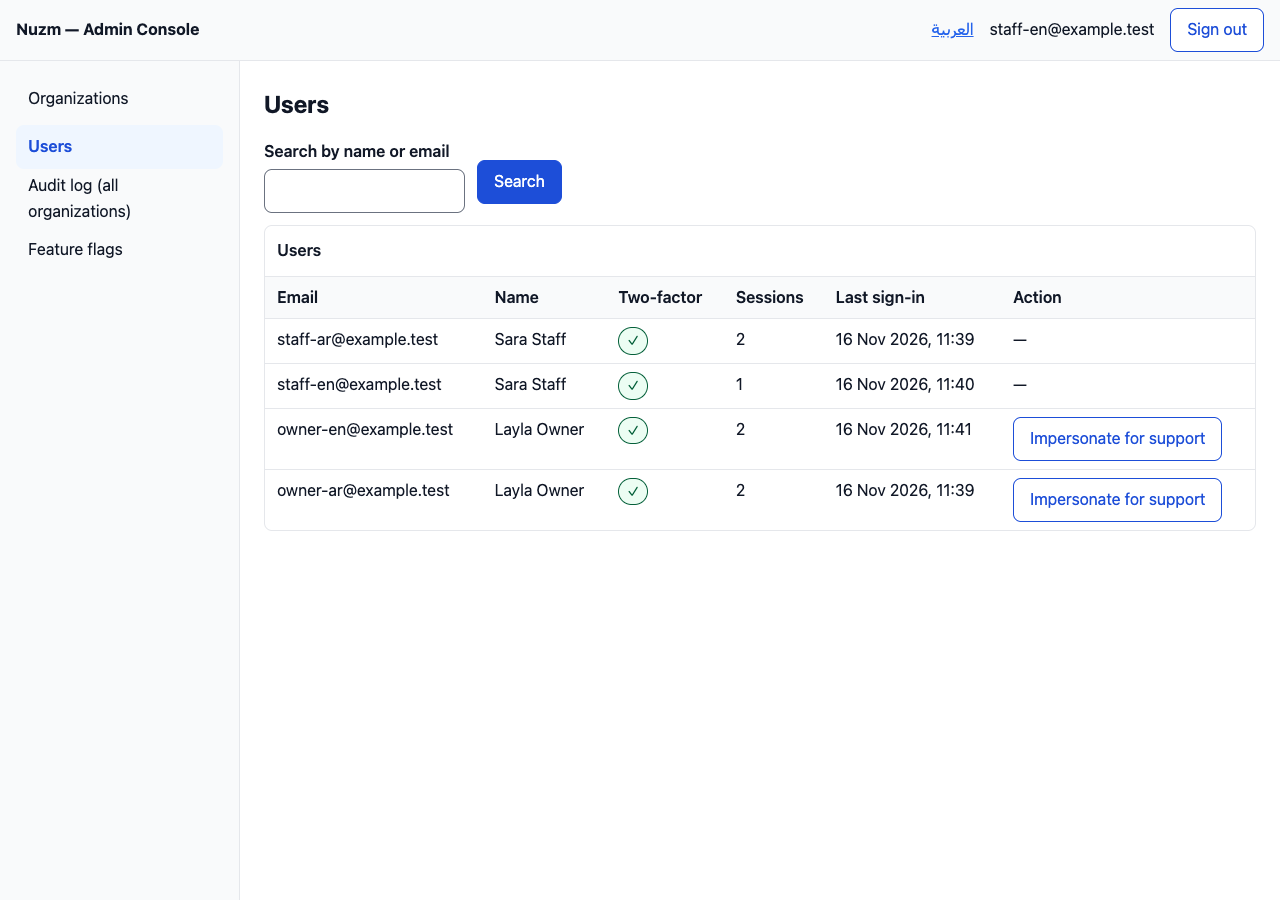 Nuzm — Admin Console
العربية
staff-en@example.test
Sign out
Organizations
Users
Audit log (all
organizations)
Feature flags
Users
Search by name or email
Search
Users
Email Name Two-factor Sessions Last sign-in Action
staff-ar@example.test Sara Staff ✓ 2 16 Nov 2026, 11:39 —
staff-en@example.test Sara Staff ✓ 1 16 Nov 2026, 11:40 —
owner-en@example.test Layla Owner ✓ 2 16 Nov 2026, 11:41 Impersonate for support
owner-ar@example.test Layla Owner ✓ 2 16 Nov 2026, 11:39 Impersonate for support